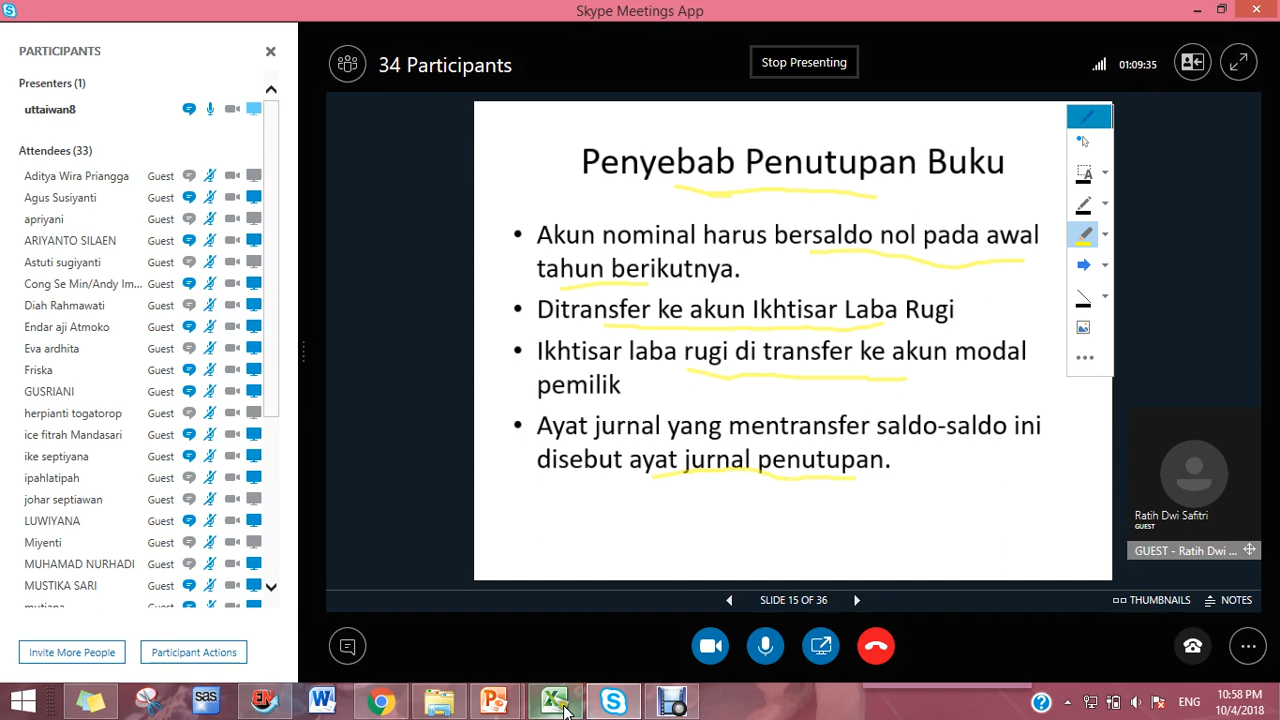 Skype Meetings App
PARTICIPANTS
Presenters (1)
uttaiwan8
Attendees (33)
Aditya Wira Priangga Guest
Agus Susiyanti Guest
apriyani Guest
ARIYANTO SILAEN Guest
Astuti sugiyanti Guest
Cong Se Min/Andy Im... Guest
Diah Rahmawati Guest
Endar aji Atmoko Guest
Eva ardhita Guest
Friska Guest
GUSRIANI Guest
herpianti togatorop Guest
ice fitrah Mandasari Guest
ike septiyana Guest
ipahlatipah Guest
johar septiawan Guest
LUWIYANA Guest
Miyenti Guest
MUHAMAD NURHADI Guest
MUSTIKA SARI Guest
Invite More People
Participant Actions
34 Participants
Stop Presenting
01:09:35
Penyebab Penutupan Buku
• Akun nominal harus bersaldo nol pada awal
tahun berikutnya.
• Ditransfer ke akun Ikhtisar Laba Rugi
• Ikhtisar laba rugi di transfer ke akun modal
pemilik
• Ayat jurnal yang mentransfer saldo-saldo ini
disebut ayat jurnal penutupan.
A
Ratih Dwi Safitri
GUEST
GUEST - Ratih Dwi ...
SLIDE 15 OF 36
THUMBNAILS
NOTES
sas
EN
ENG
10:58 PM
10/4/2018